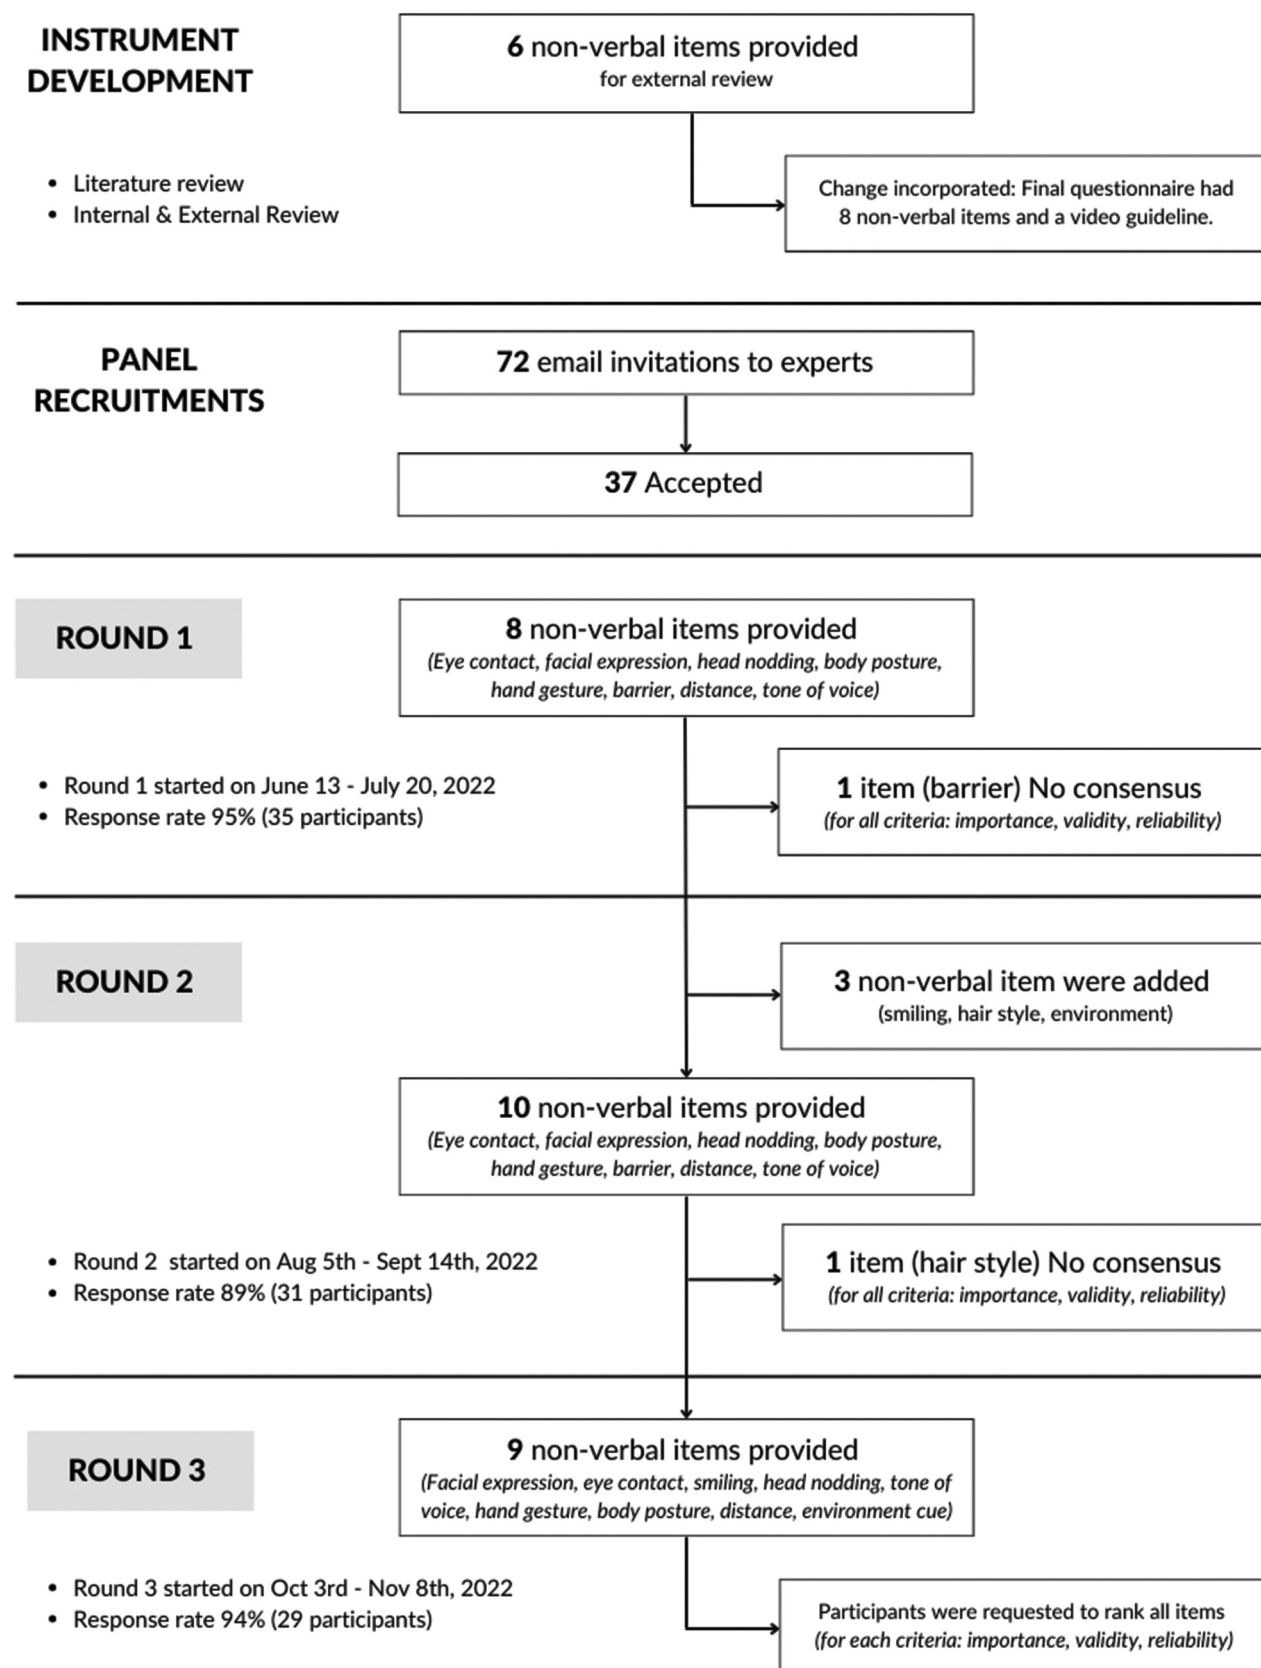 INSTRUMENT
DEVELOPMENT
6 non-verbal items provided
for external review
• Literature review
• Internal & External Review
Change incorporated: Final questionnaire had
8 non-verbal items and a video guideline.
PANEL
RECRUITMENTS
72 email invitations to experts
37 Accepted
ROUND 1
8 non-verbal items provided
(Eye contact, facial expression, head nodding, body posture,
hand gesture, barrier, distance, tone of voice)
• Round 1 started on June 13 - July 20, 2022
• Response rate 95% (35 participants)
1 item (barrier) No consensus
(for all criteria: importance, validity, reliability)
ROUND 2
3 non-verbal item were added
(smiling, hair style, environment)
10 non-verbal items provided
(Eye contact, facial expression, head nodding, body posture,
hand gesture, barrier, distance, tone of voice)
• Round 2 started on Aug 5th - Sept 14th, 2022
• Response rate 89% (31 participants)
1 item (hair style) No consensus
(for all criteria: importance, validity, reliability)
ROUND 3
9 non-verbal items provided
(Facial expression, eye contact, smiling, head nodding, tone of
voice, hand gesture, body posture, distance, environment cue)
• Round 3 started on Oct 3rd - Nov 8th, 2022
• Response rate 94% (29 participants)
Participants were requested to rank all items
(for each criteria: importance, validity, reliability)